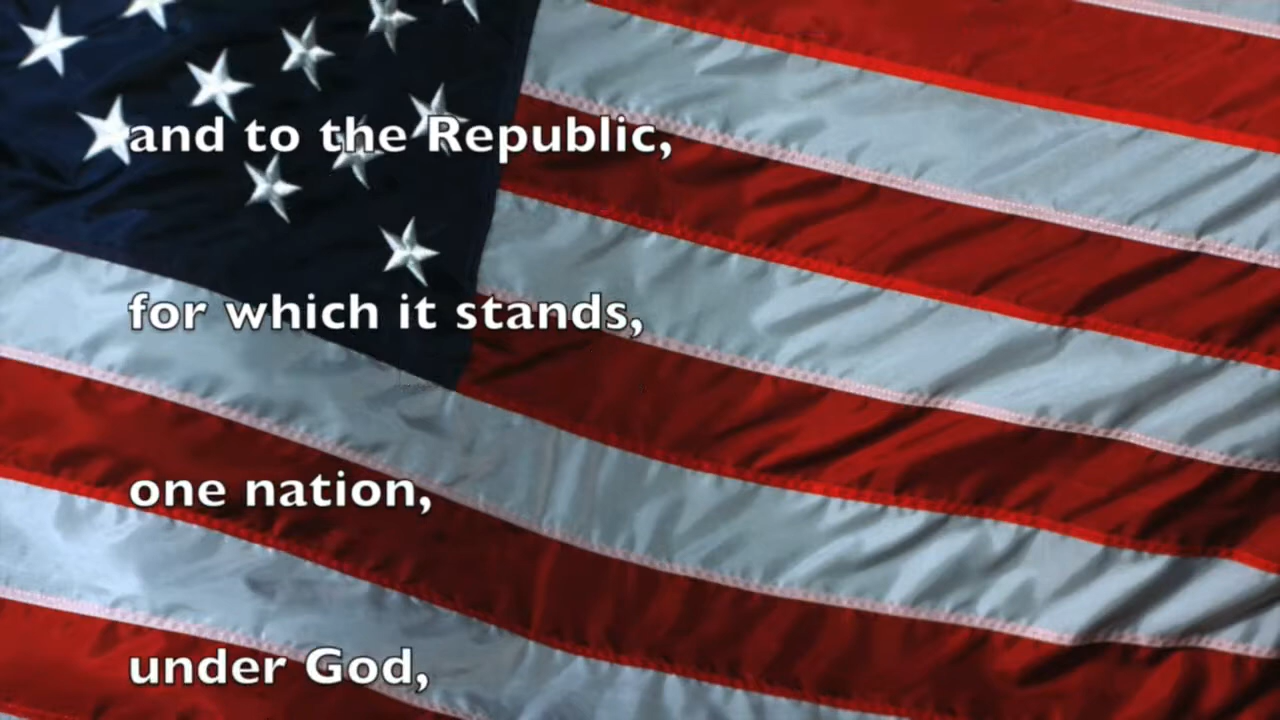 and to the Republic,
for which it stands,
one nation,
under God,